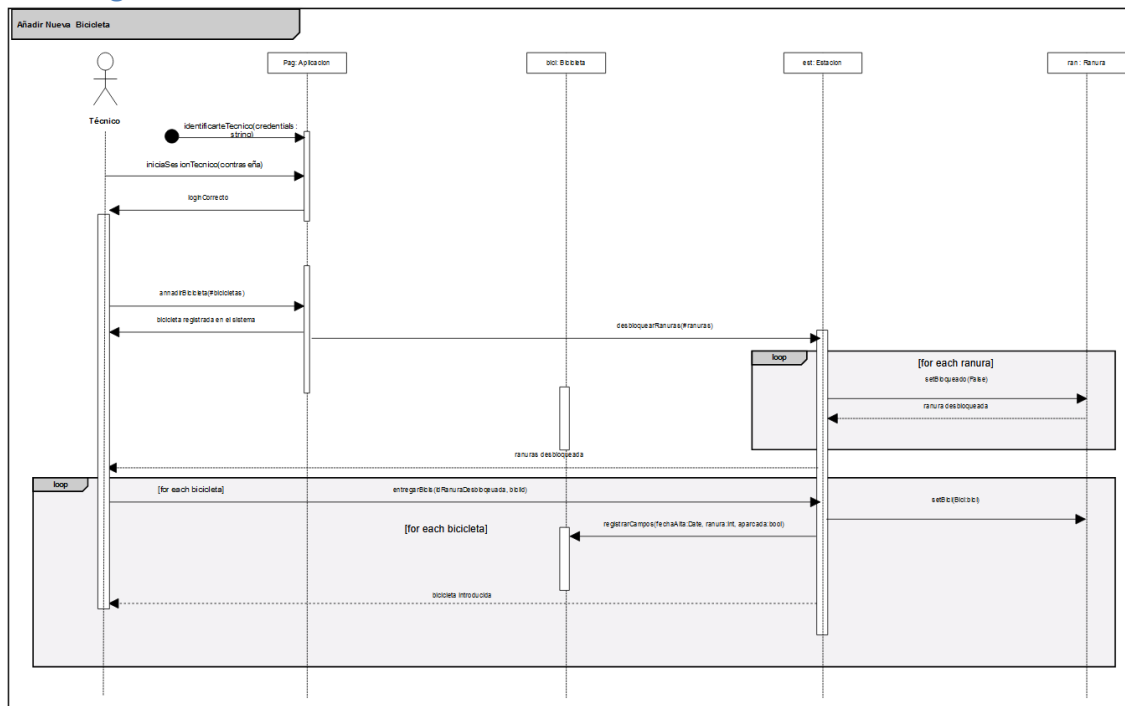 Añadir Nueva Bicicleta
Pag: Aplicacion
bici: Bicicleta
est: Estacion
ran : Ranura
Técnico
identificarteTecnico(credentials:
string)
iniciaSesionTecnico(contraseña)
loginCorrecto
annadirBicicleta(#bicicletas)
bicicleta registrada en el sistema
desbloquearRanuras(#ranuras)
loop
[for each ranura]
setBloqueado(False)
ranura desbloqueada
ranuras desbloqueada
loop
[for each bicicleta]
entregarBicis(idRanuraDesbloqueada, biciId)
setBici(Bici:bici)
registrarCampos(fechaAlta:Date, ranura:Int, aparcada:bool)
[for each bicicleta]
bicicleta introducida